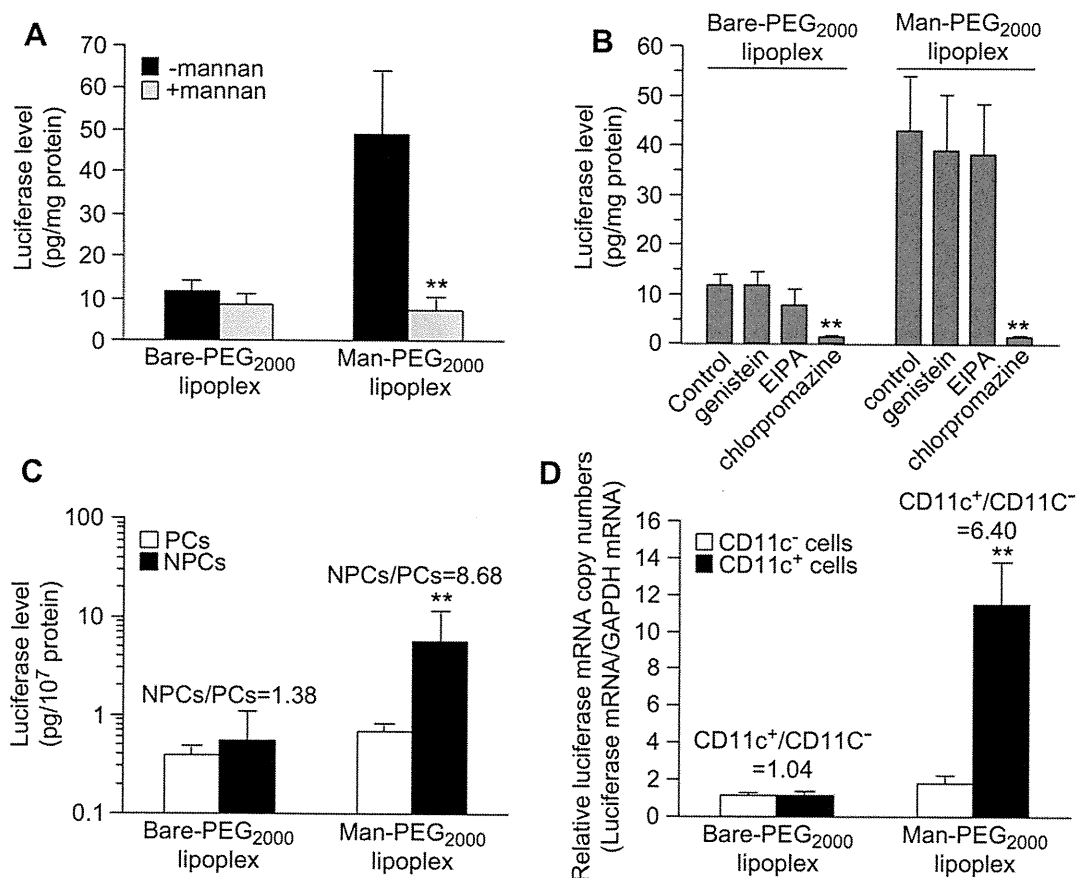 A
Luciferase level
(pg/mg protein)
70
60
50
40
30
20
10
0
-mannan
+mannan
**
Bare-PEG2000
lipoplex
Man-PEG2000
lipoplex
B
Bare-PEG2000
lipoplex
Man-PEG2000
lipoplex
Luciferase level
(pg/mg protein)
60
50
40
30
20
10
0
**
**
Control
genistein
EIPA
chlorpromazine
control
genistein
EIPA
chlorpromazine
C
Luciferase level
(pg/10⁷ protein)
100
10
1
0.1
PCs
NPCs
NPCs/PCs=1.38
NPCs/PCs=8.68
**
Bare-PEG2000
lipoplex
Man-PEG2000
lipoplex
D
Relative luciferase mRNA copy numbers
(Luciferase mRNA/GAPDH mRNA)
16
14
12
10
8
6
4
2
0
CD11c⁻ cells
CD11c⁺ cells
CD11c⁺/CD11C⁻
=1.04
CD11c⁺/CD11C⁻
=6.40
**
Bare-PEG2000
lipoplex
Man-PEG2000
lipoplex